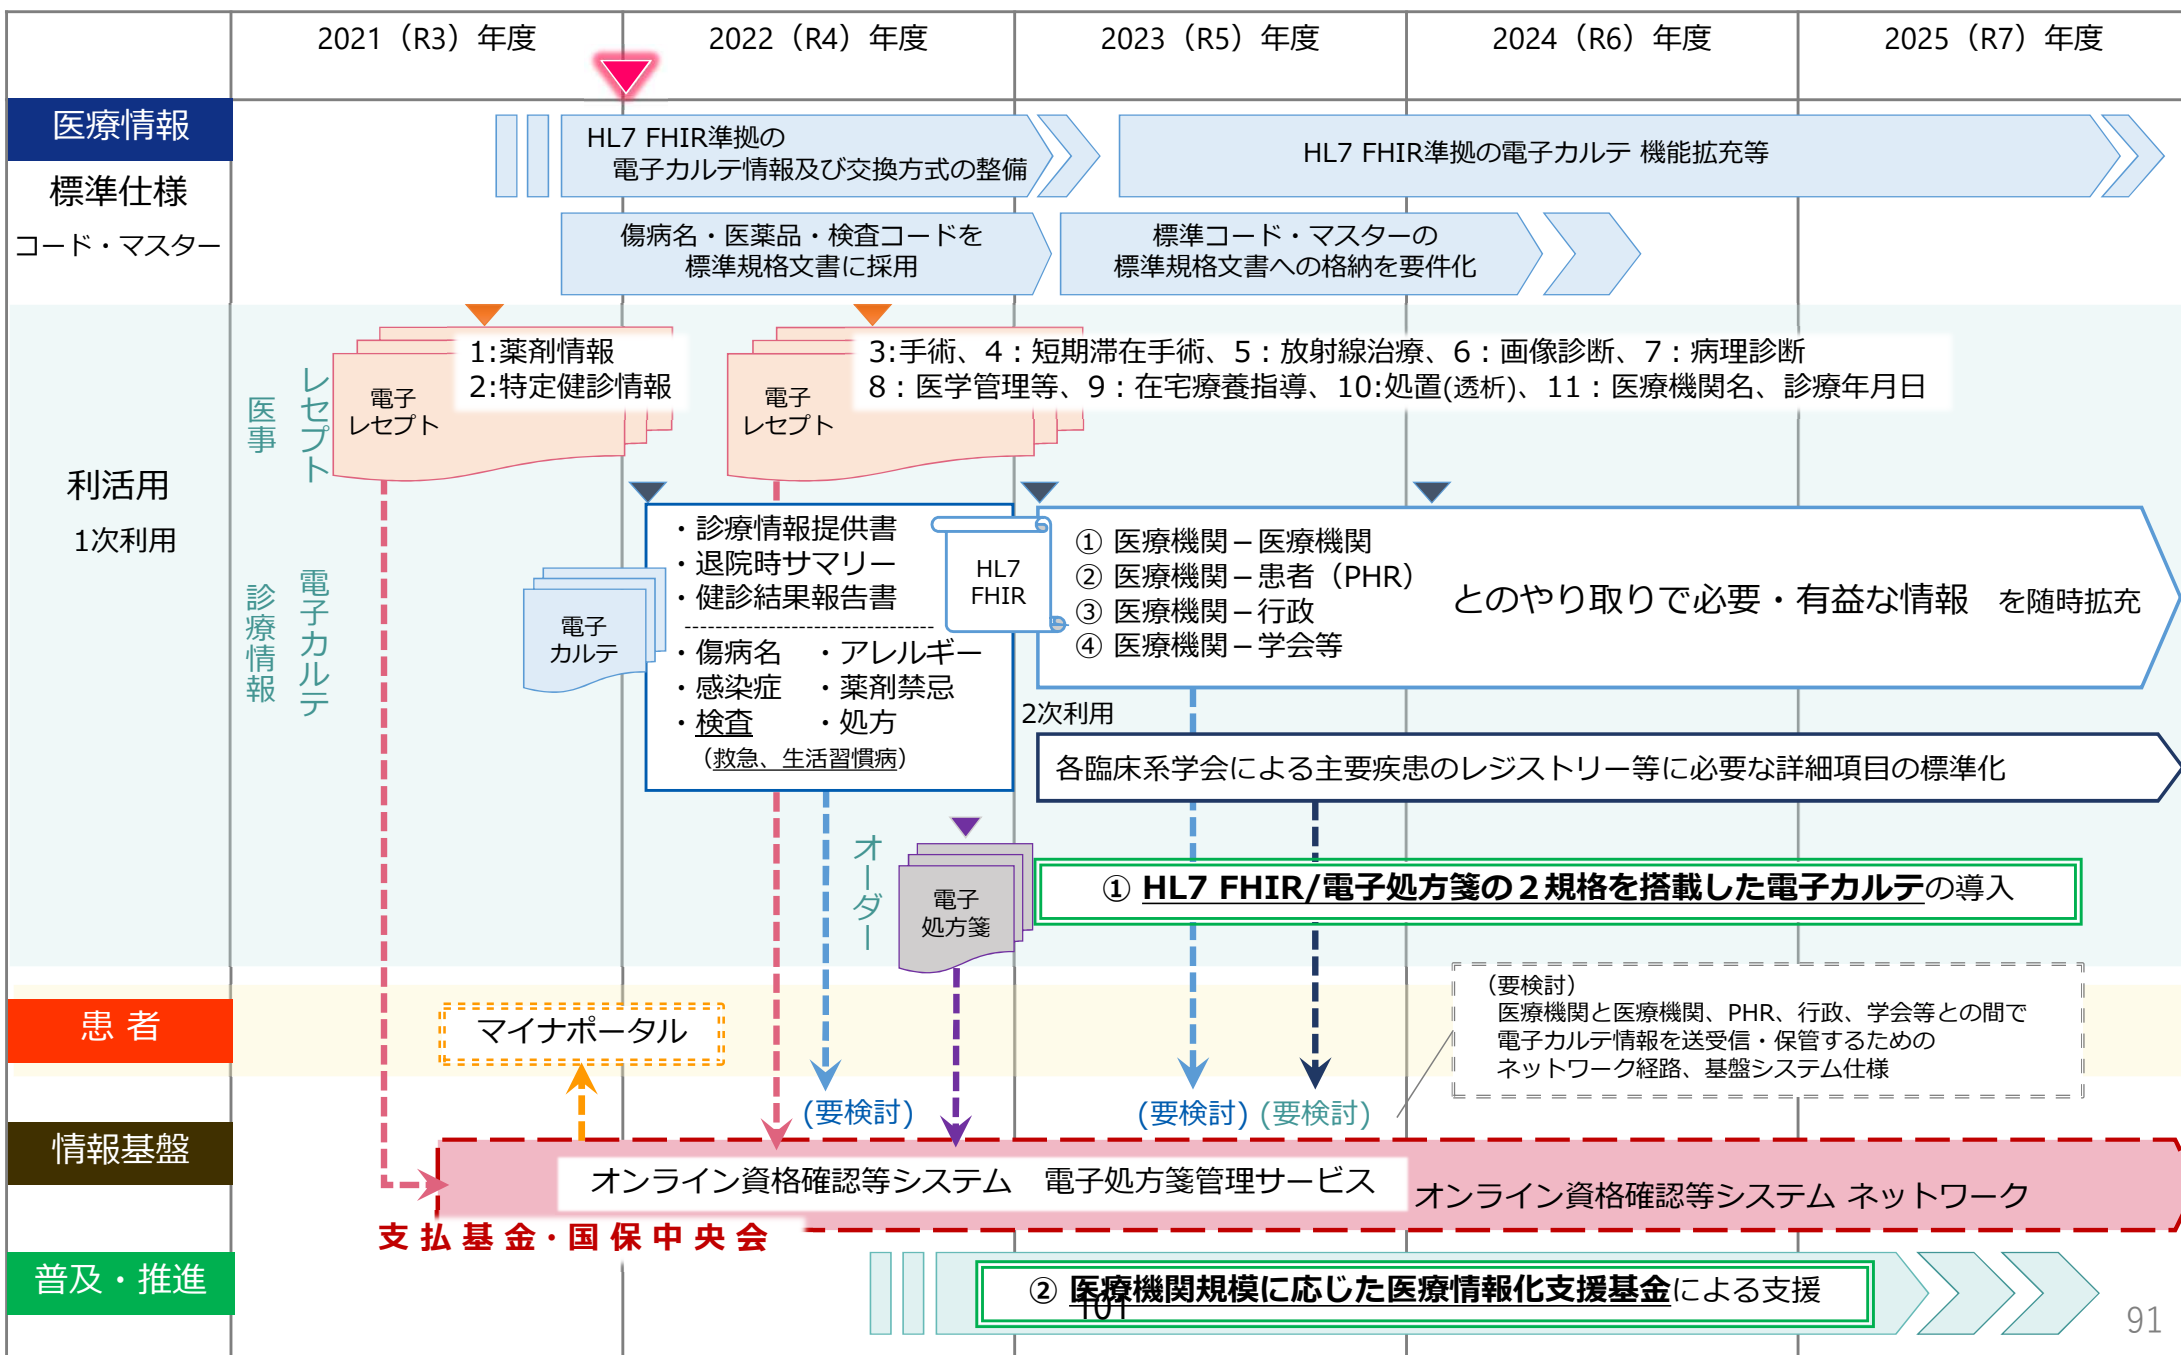 2021（R3）年度
2022（R4）年度
2023（R5）年度
2024（R6）年度
2025（R7）年度
医療情報
標準仕様
コード・マスター
HL7 FHIR準拠の
電子カルテ情報及び交換方式の整備
HL7 FHIR準拠の電子カルテ 機能拡充等
傷病名・医薬品・検査コードを
標準規格文書に採用
標準コード・マスターの
標準規格文書への格納を要件化
利活用
1次利用
医事
レセプト
電子
レセプト
1:薬剤情報
2:特定健診情報
電子
レセプト
3:手術、4：短期滞在手術、5：放射線治療、6：画像診断、7：病理診断
8：医学管理等、9：在宅療養指導、10:処置(透析)、11：医療機関名、診療年月日
診療情報
電子カルテ
電子
カルテ
・診療情報提供書
・退院時サマリー
・健診結果報告書
・傷病名 ・アレルギー
・感染症 ・薬剤禁忌
・検査 ・処方
（救急、生活習慣病）
HL7
FHIR
① 医療機関－医療機関
② 医療機関－患者（PHR）
③ 医療機関－行政
④ 医療機関－学会等
とのやり取りで必要・有益な情報 を随時拡充
2次利用
各臨床系学会による主要疾患のレジストリー等に必要な詳細項目の標準化
オーダー
電子
処方箋
① HL7 FHIR/電子処方箋の２規格を搭載した電子カルテの導入
患 者
マイナポータル
（要検討）
医療機関と医療機関、PHR、行政、学会等との間で
電子カルテ情報を送受信・保管するための
ネットワーク経路、基盤システム仕様
(要検討)
(要検討)
(要検討)
情報基盤
オンライン資格確認等システム 電子処方箋管理サービス
オンライン資格確認等システム ネットワーク
支払基金・国保中央会
普及・推進
② 医療機関規模に応じた医療情報化支援基金による支援
101
91